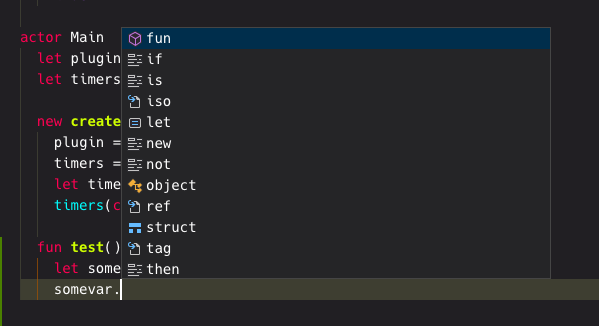 actor Main
let plugin
let timers
new create
plugin =
timers =
let time
timers(c
fun test()
let some
somevar.
fun
if
is
iso
let
new
not
object
ref
struct
tag
then